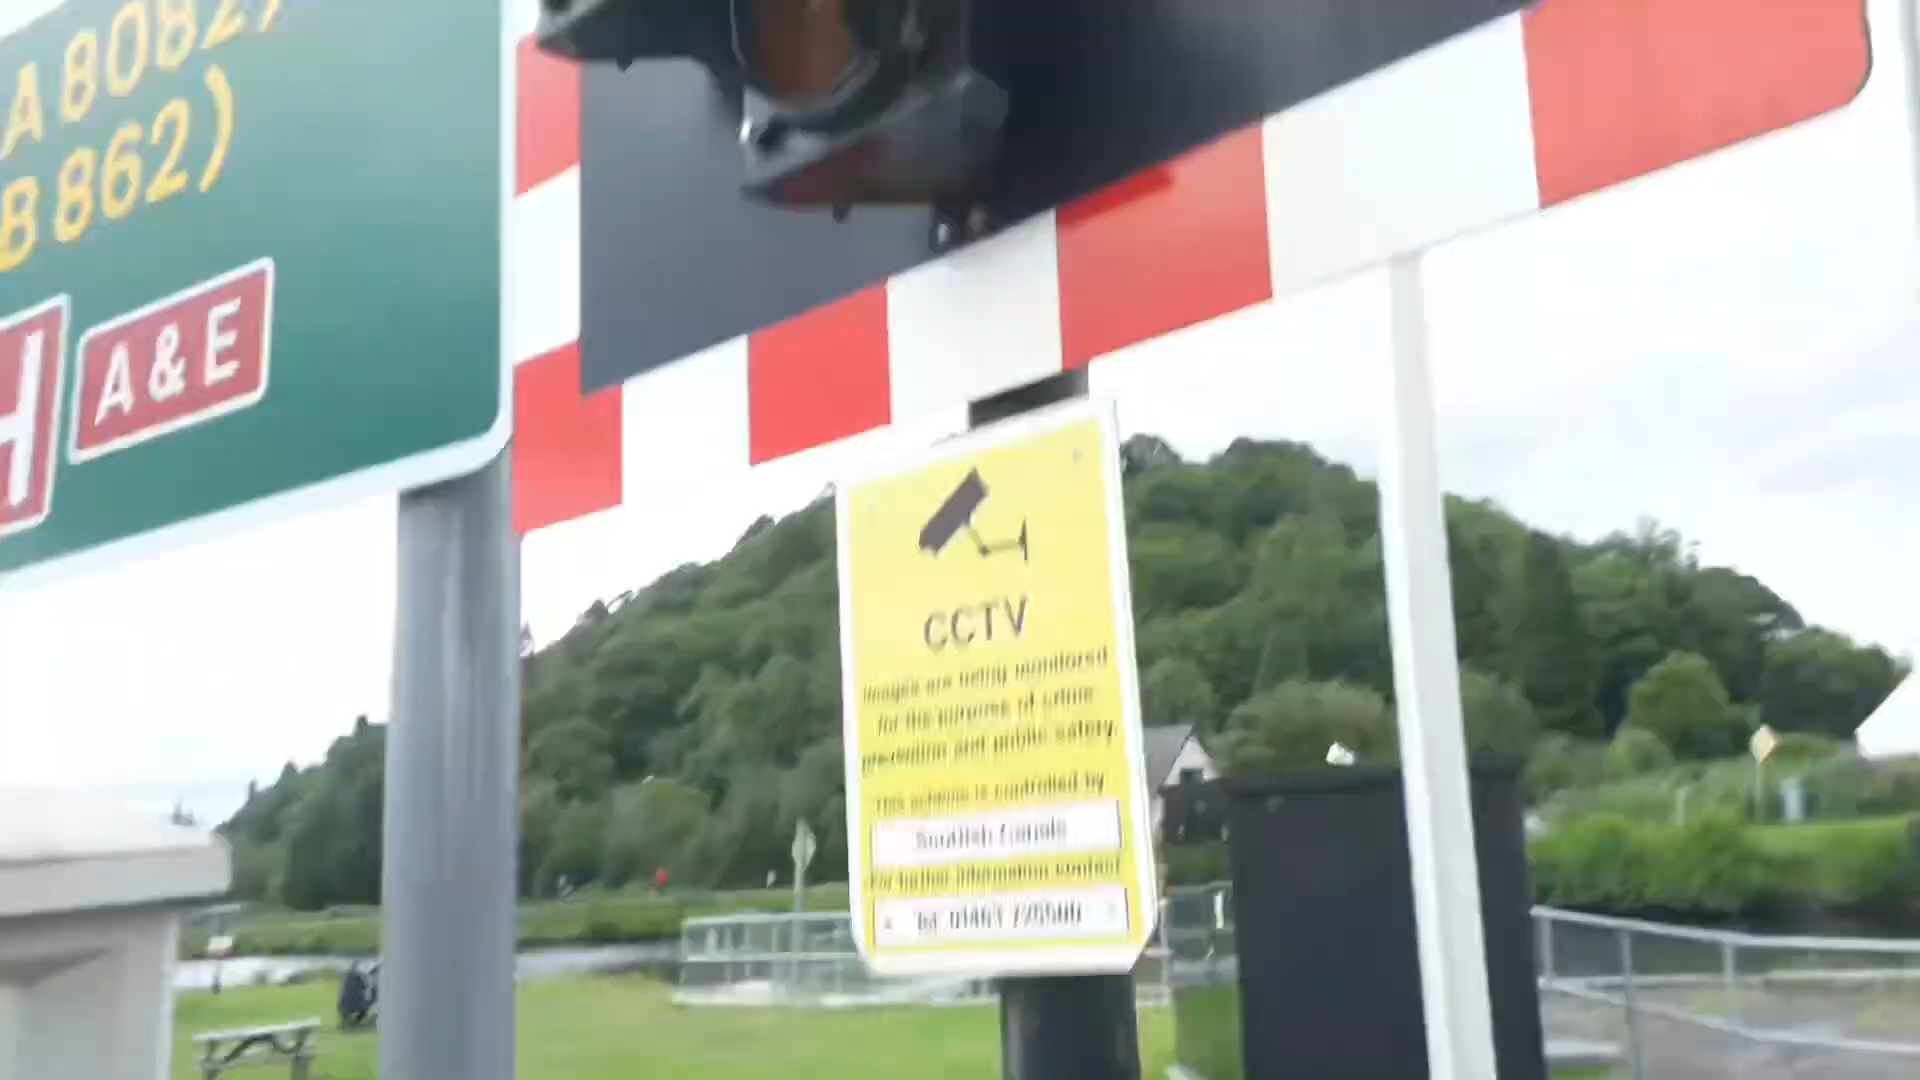 A 8082)
B 862)
H
A & E
CCTV
Images are being monitored
for the purpose of crime
prevention and public safety.
This scheme is controlled by
Scottish Canals
For further information contact
Tel: 01463 725500